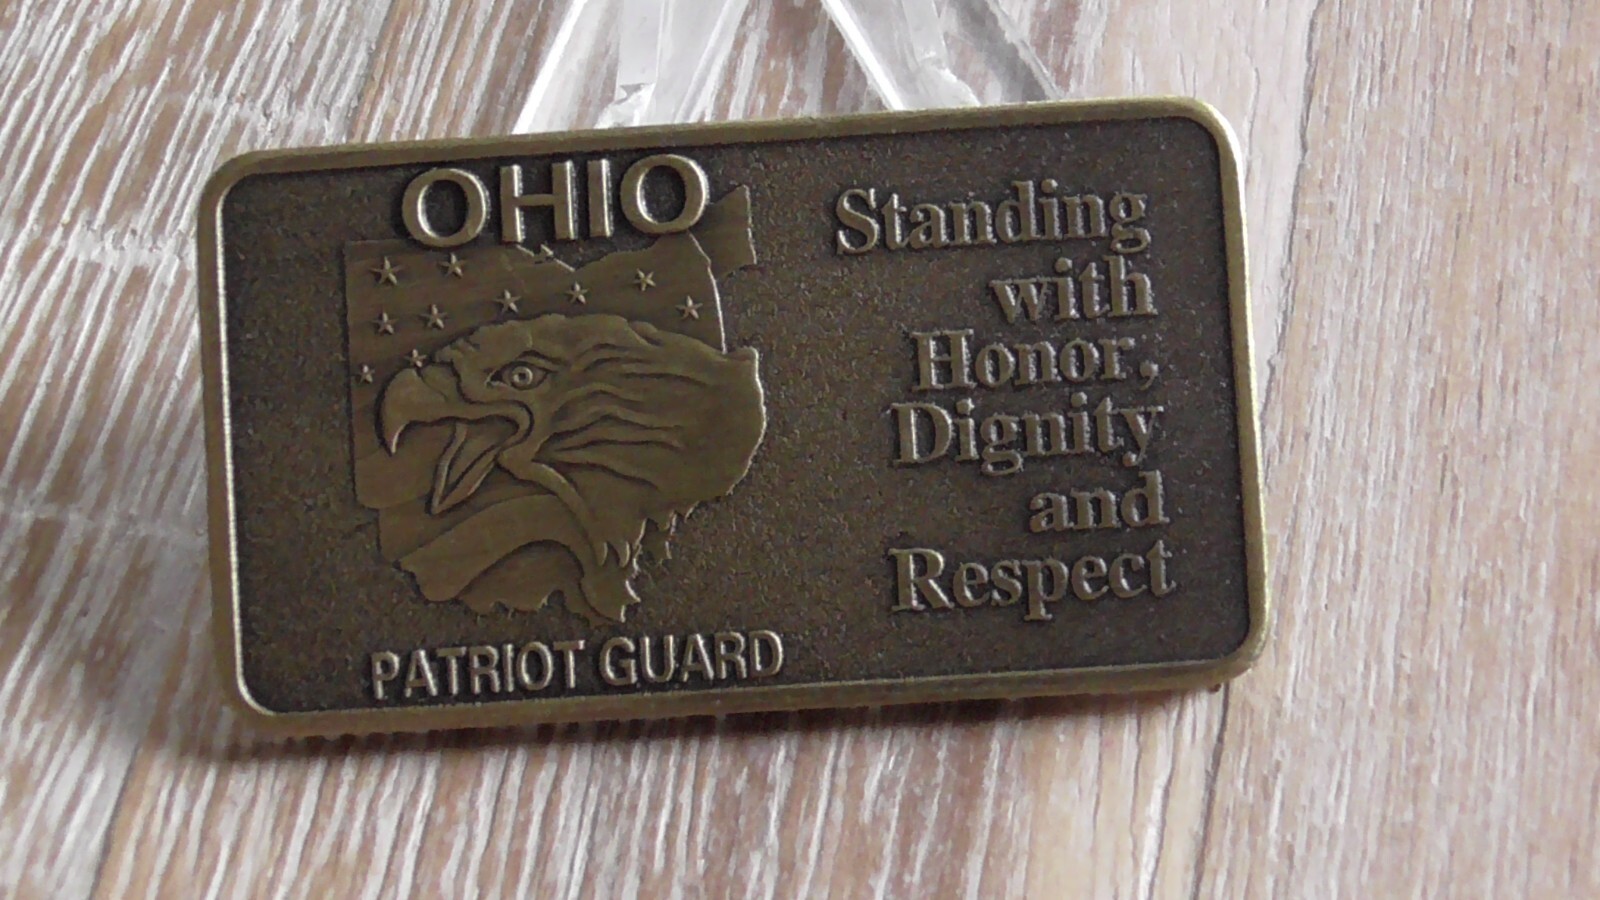 OHIO
PATRIOT GUARD
Standing
with
Honor,
Dignity
and
Respect